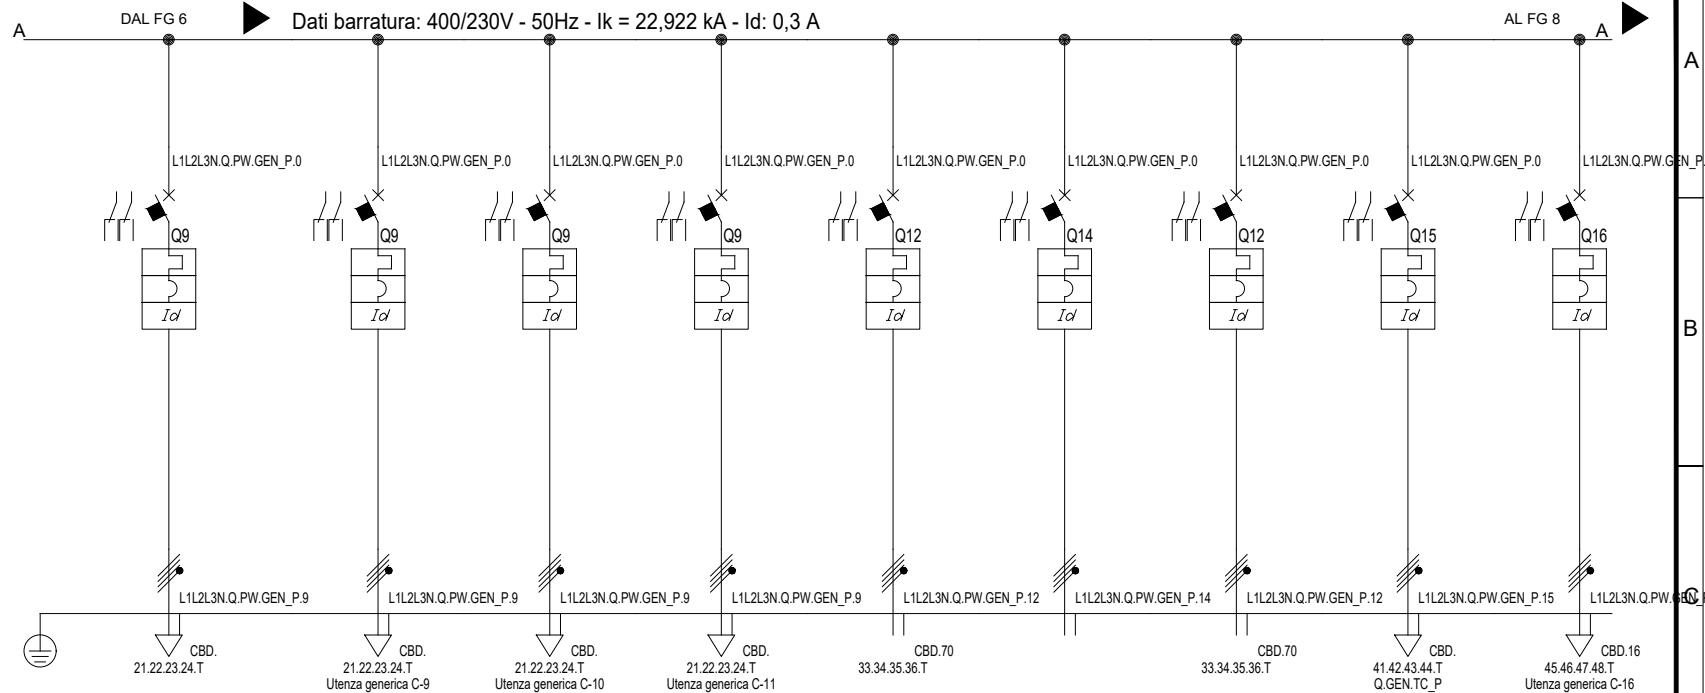 DAL FG 6
Dati barratura: 400/230V - 50Hz - Ik = 22,922 kA - Id: 0,3 A
AL FG 8
A
A
A
L1L2L3N.Q.PW.GEN_P.0
L1L2L3N.Q.PW.GEN_P.0
L1L2L3N.Q.PW.GEN_P.0
L1L2L3N.Q.PW.GEN_P.0
L1L2L3N.Q.PW.GEN_P.0
L1L2L3N.Q.PW.GEN_P.0
L1L2L3N.Q.PW.GEN_P.0
L1L2L3N.Q.PW.GEN_P.0
L1L2L3N.Q.PW.GEN_P.
Q9
Q9
Q9
Q9
Q12
Q14
Q12
Q15
Q16
Id
Id
Id
Id
Id
Id
Id
Id
Id
B
L1L2L3N.Q.PW.GEN_P.9
L1L2L3N.Q.PW.GEN_P.9
L1L2L3N.Q.PW.GEN_P.9
L1L2L3N.Q.PW.GEN_P.9
L1L2L3N.Q.PW.GEN_P.12
L1L2L3N.Q.PW.GEN_P.14
L1L2L3N.Q.PW.GEN_P.12
L1L2L3N.Q.PW.GEN_P.15
L1L2L3N.Q.PW.GEN_P
C
CBD.
21.22.23.24.T
CBD.
21.22.23.24.T
Utenza generica C-9
CBD.
21.22.23.24.T
Utenza generica C-10
CBD.
21.22.23.24.T
Utenza generica C-11
CBD.70
33.34.35.36.T
CBD.70
33.34.35.36.T
CBD.
41.42.43.44.T
Q.GEN.TC_P
CBD.16
45.46.47.48.T
Utenza generica C-16